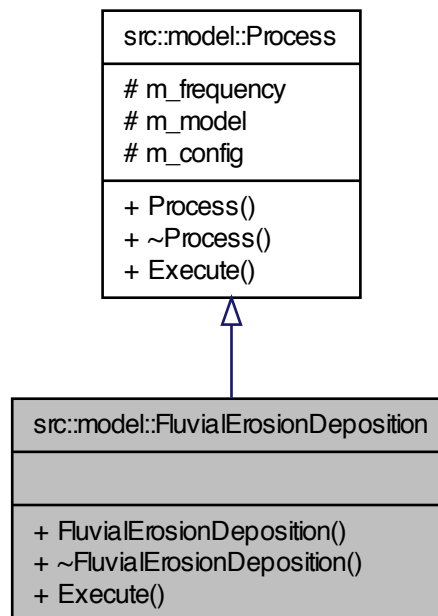 src::model::Process
# m_frequency
# m_model
# m_config
+ Process()
+ ~Process()
+ Execute()
src::model::FluvialErosionDeposition
+ FluvialErosionDeposition()
+ ~FluvialErosionDeposition()
+ Execute()